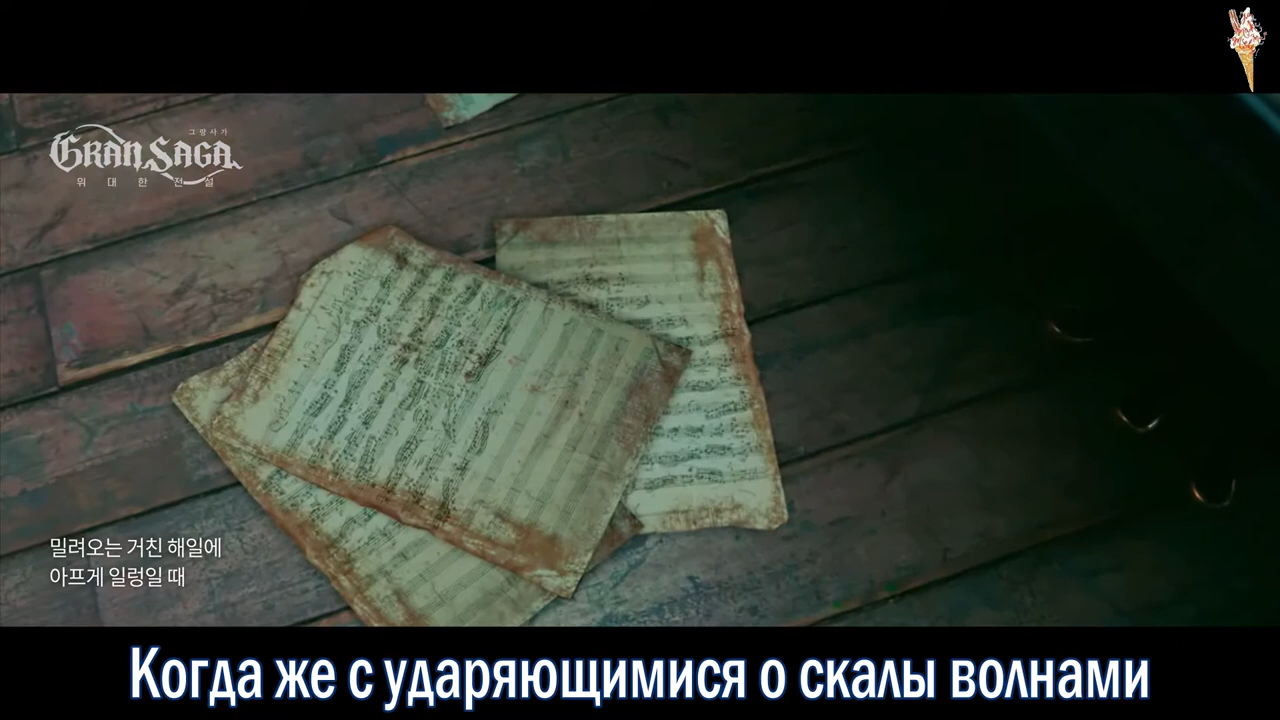 그랑사가
GRAN SAGA
위대한 전설
밀려오는 거친 해일에
아프게 일렁일 때
Когда же с ударяющимися о скалы волнами